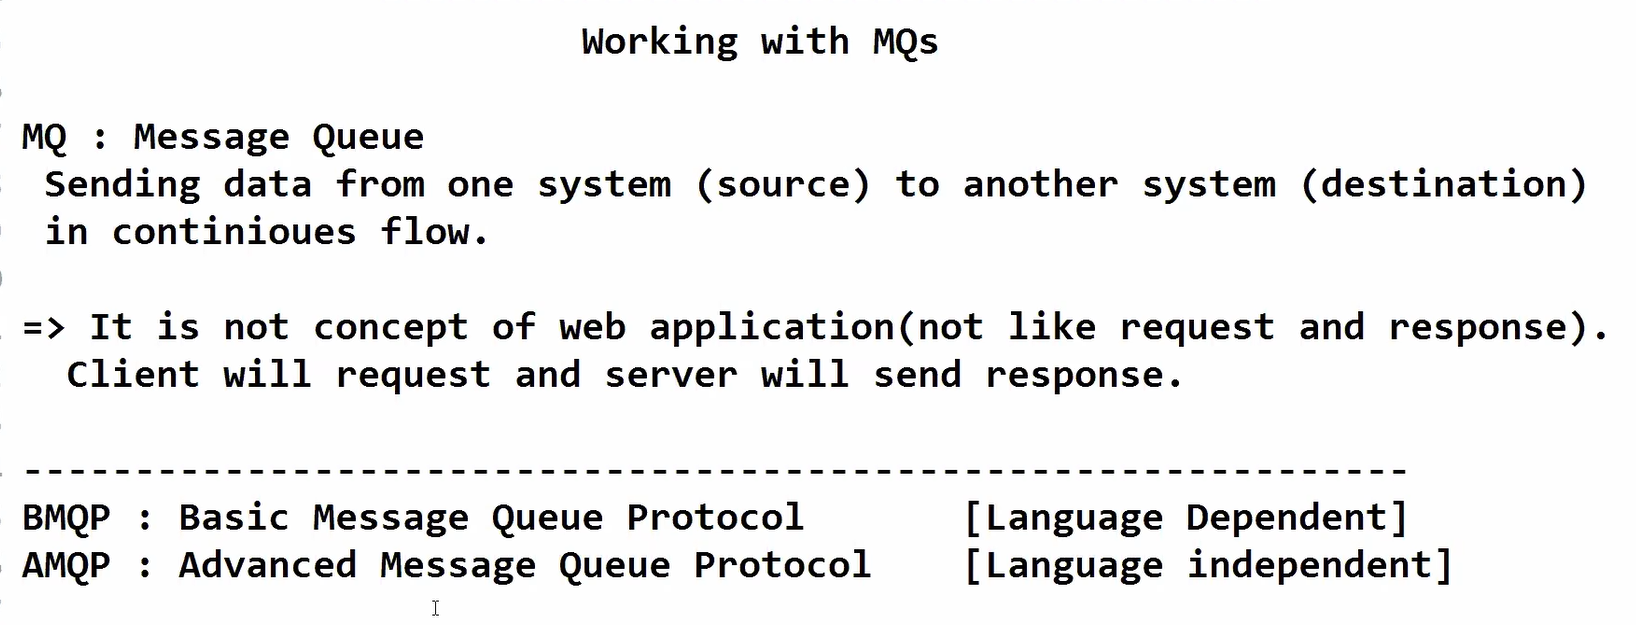 Working with MQs
MQ : Message Queue
Sending data from one system (source) to another system (destination)
in continioues flow.
=> It is not concept of web application(not like request and response).
Client will request and server will send response.
--------------------------------------------------------------
BMQP : Basic Message Queue Protocol [Language Dependent]
AMQP : Advanced Message Queue Protocol [Language independent]